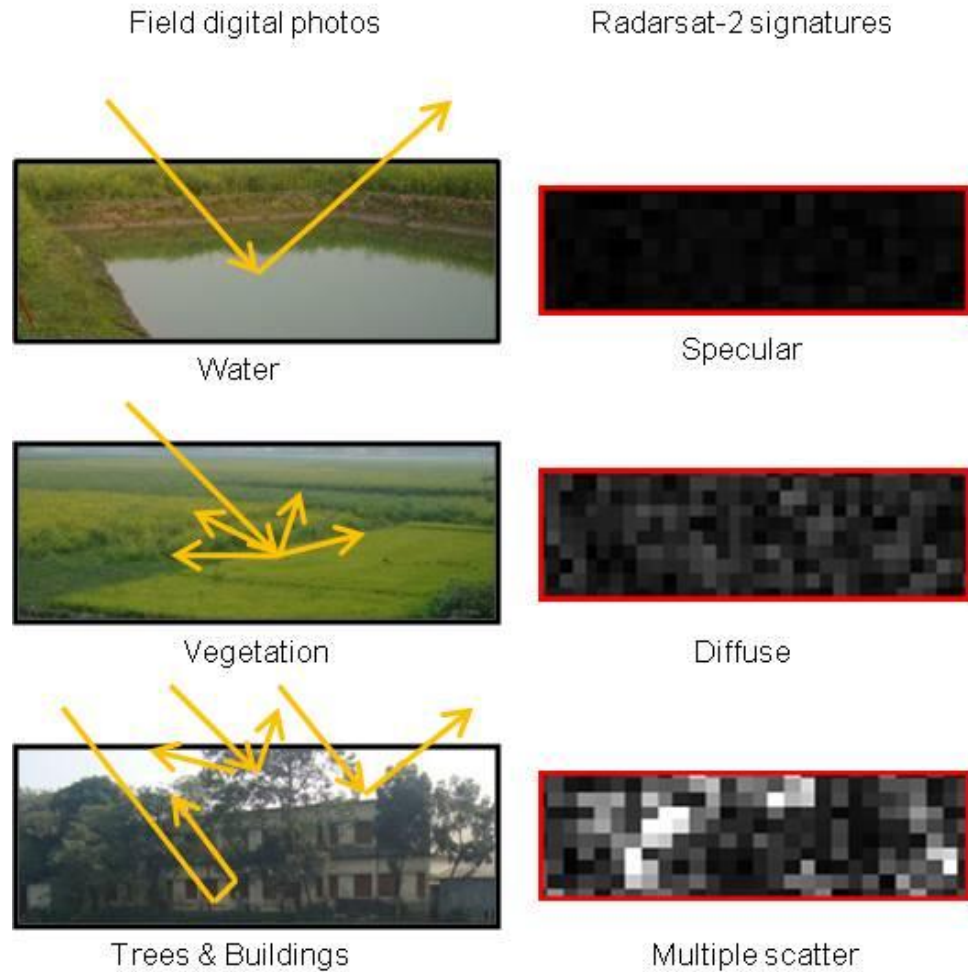 Field digital photos
Radarsat-2 signatures
Water
Specular
Vegetation
Diffuse
Trees & Buildings
Multiple scatter